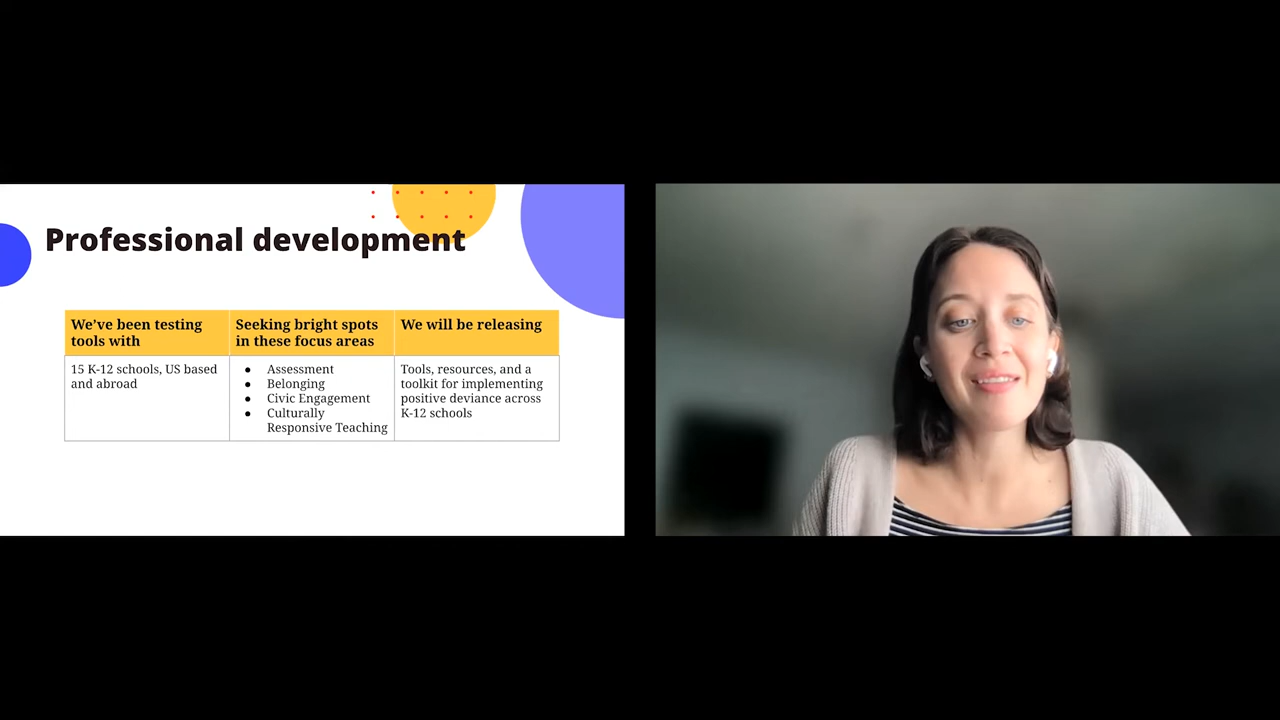 Professional development
We've been testing
tools with
Seeking bright spots
in these focus areas
We will be releasing
15 K-12 schools, US based
and abroad
● Assessment
● Belonging
● Civic Engagement
● Culturally
Responsive Teaching
Tools, resources, and a
toolkit for implementing
positive deviance across
K-12 schools